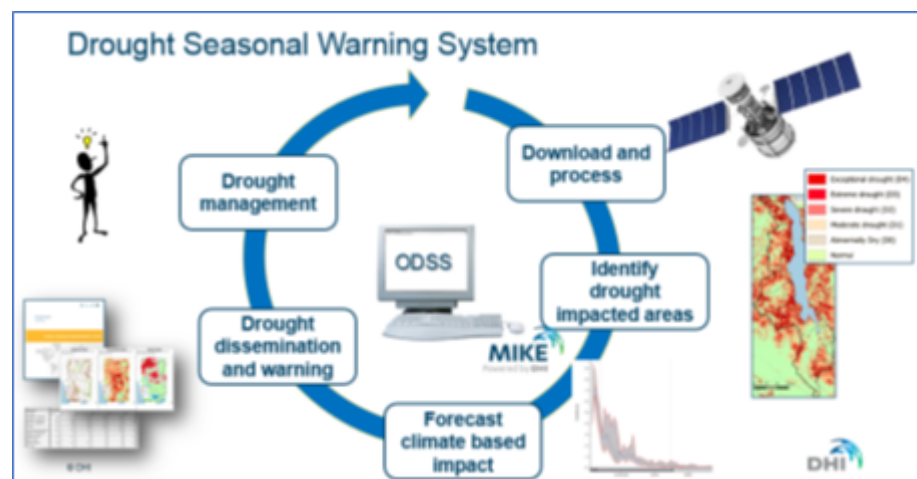 Drought Seasonal Warning System
Download and
process
Exceptional drought (D4)
Extreme drought (D3)
Severe drought (D2)
Moderate drought (D1)
Abnormally Dry (D0)
Normal
Drought
management
ODSS
Identify
drought
impacted areas
Drought
dissemination
and warning
MIKE
Powered by DHI
Forecast
climate based
impact
© DHI
DHI